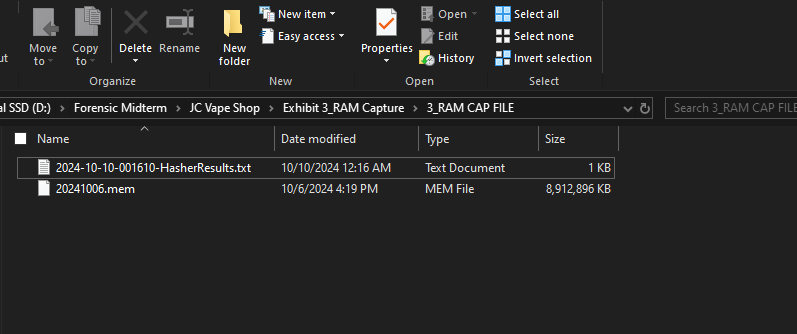 New item
Open
Select all
Easy access
Edit
Select none
Move to
Copy to
Delete
Rename
New folder
Properties
History
Invert selection
Organize
New
Open
Select
al SSD (D:) > Forensic Midterm > JC Vape Shop > Exhibit 3_RAM Capture > 3_RAM CAP FILE
Search 3_RAM CAP FILE
Name Date modified Type Size
2024-10-10-001610-HasherResults.txt 10/10/2024 12:16 AM Text Document 1 KB
20241006.mem 10/6/2024 4:19 PM MEM File 8,912,896 KB